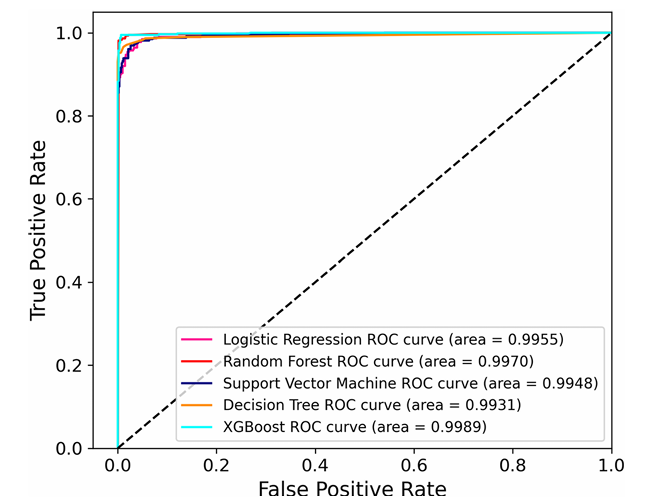 True Positive Rate
1.0
0.8
0.6
0.4
0.2
0.0
Logistic Regression ROC curve (area = 0.9955)
Random Forest ROC curve (area = 0.9970)
Support Vector Machine ROC curve (area = 0.9948)
Decision Tree ROC curve (area = 0.9931)
XGBoost ROC curve (area = 0.9989)
0.0 0.2 0.4 0.6 0.8 1.0
False Positive Rate